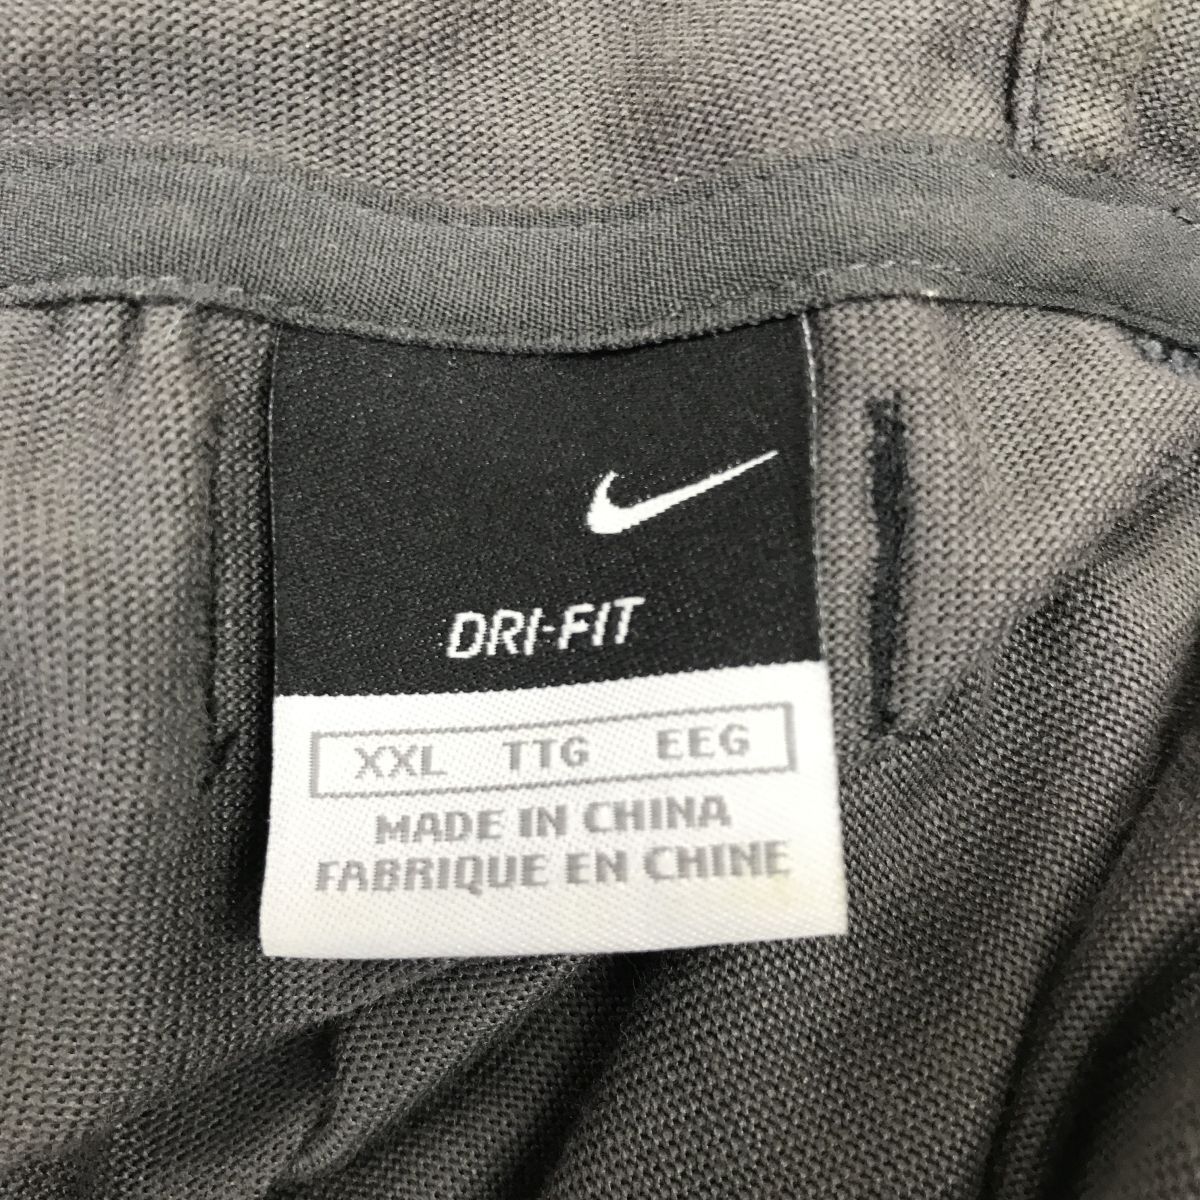 DRI-FIT
XXL TTG EEG
MADE IN CHINA
FABRIQUE EN CHINE